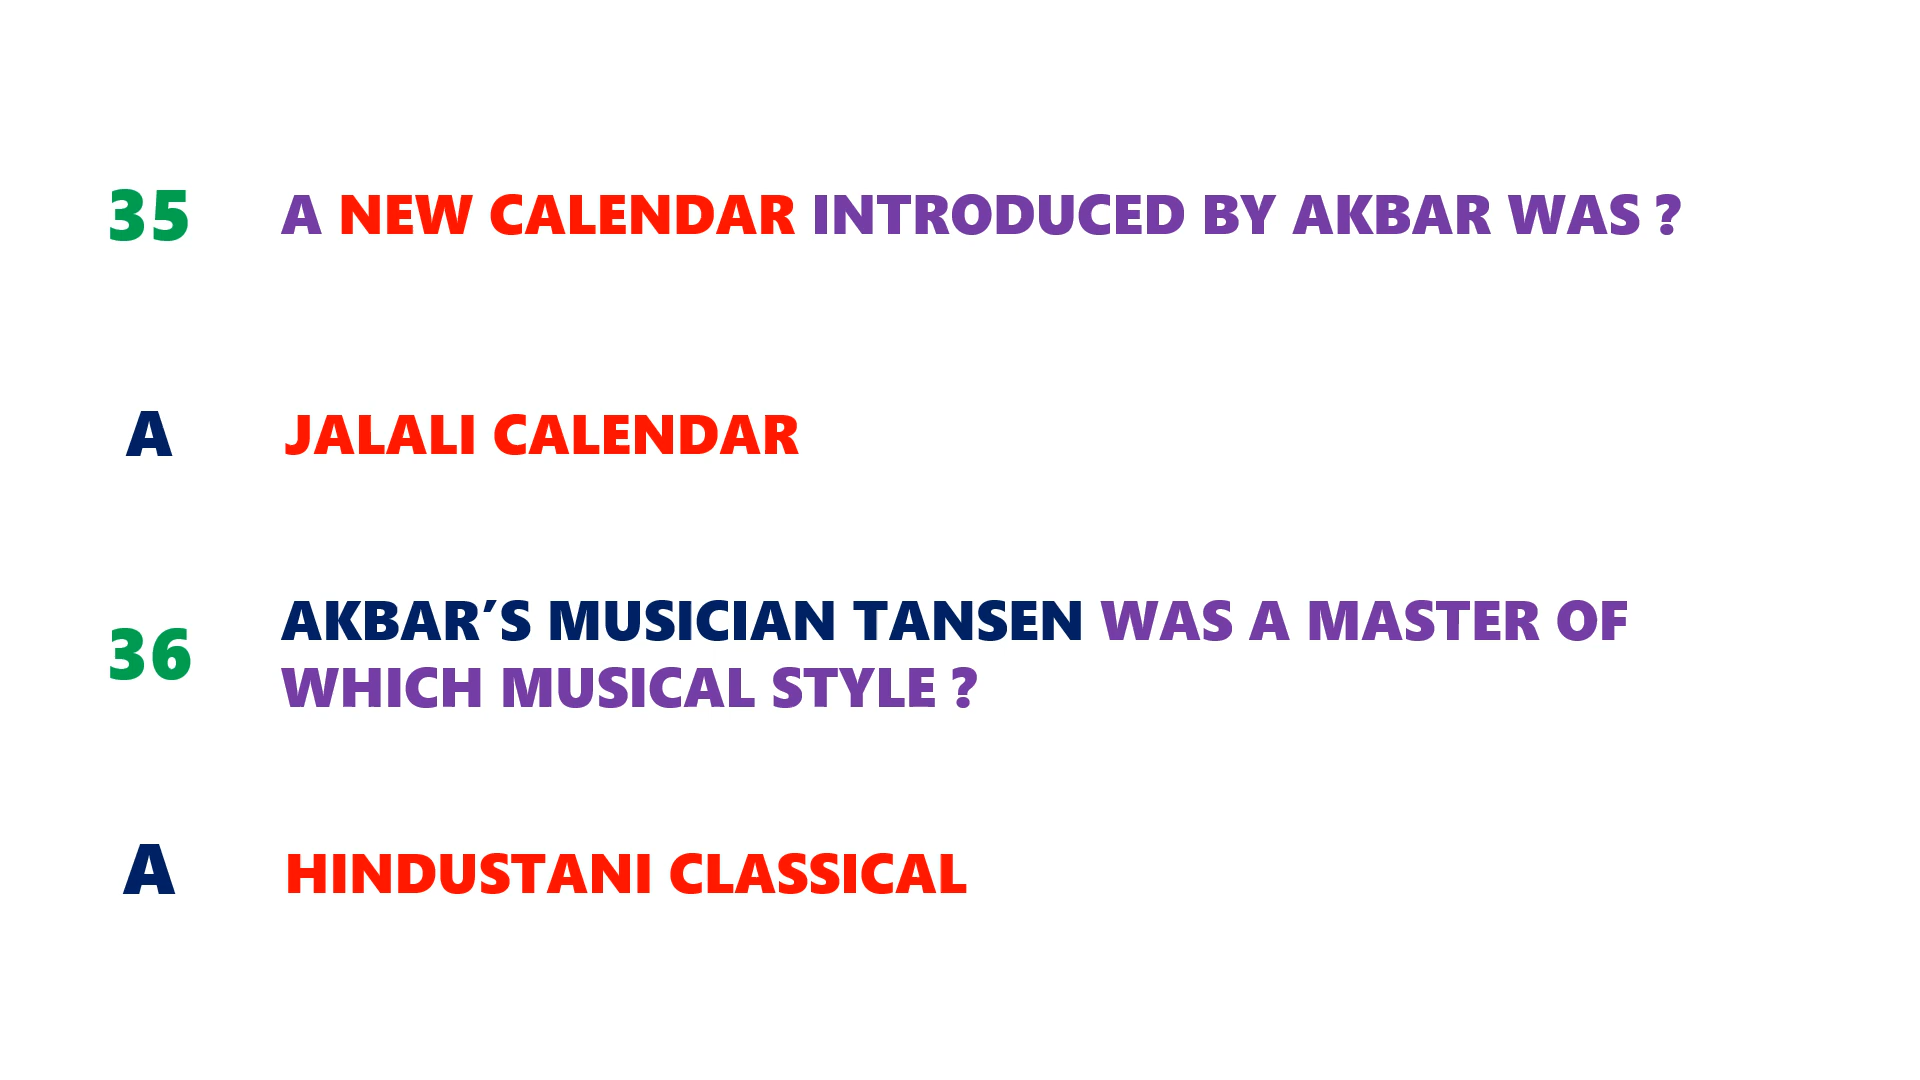 35 A NEW CALENDAR INTRODUCED BY AKBAR WAS ?
A JALALI CALENDAR
36 AKBAR’S MUSICIAN TANSEN WAS A MASTER OF
WHICH MUSICAL STYLE ?
A HINDUSTANI CLASSICAL